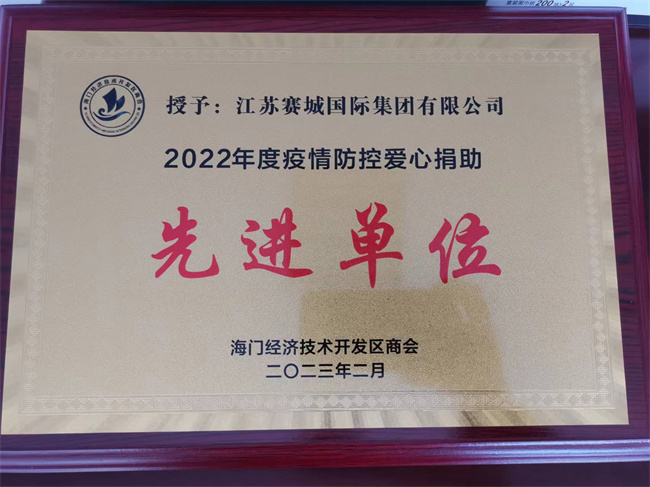 授予：江苏赛城国际集团有限公司
2022年度疫情防控爱心捐助
先进单位
海门经济技术开发区商会
二〇二三年二月